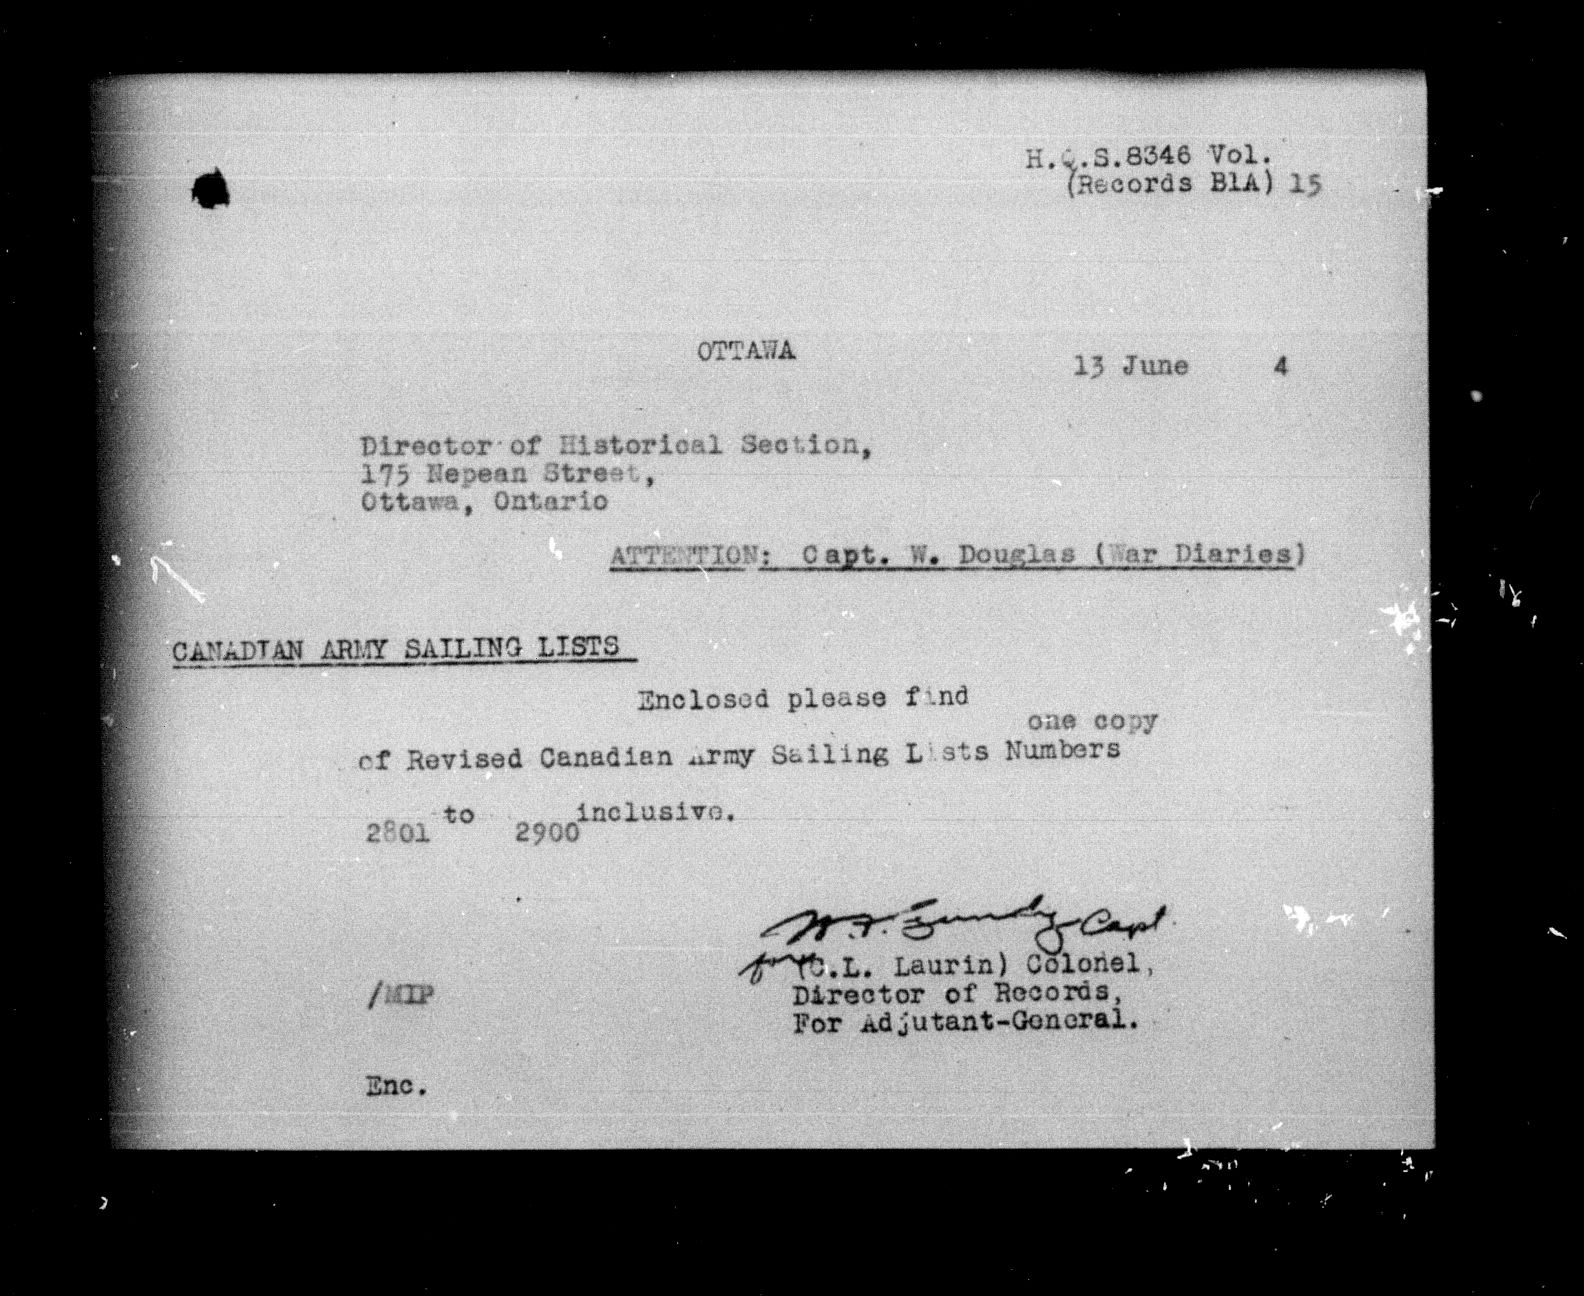 H.Q.S.8346 Vol.
(Records B1A) 15
OTTAWA
13 June 4
Director of Historical Section,
175 Nepean Street,
Ottawa, Ontario
ATTENTION: Capt. W. Douglas (War Diaries)
CANADIAN ARMY SAILING LISTS
Enclosed please find
one copy
of Revised Canadian Army Sailing Lists Numbers
2801 to 2900 inclusive.
Capt
for (C.L. Laurin) Colonel,
Director of Records,
For Adjutant-General.
/MIP
Enc.